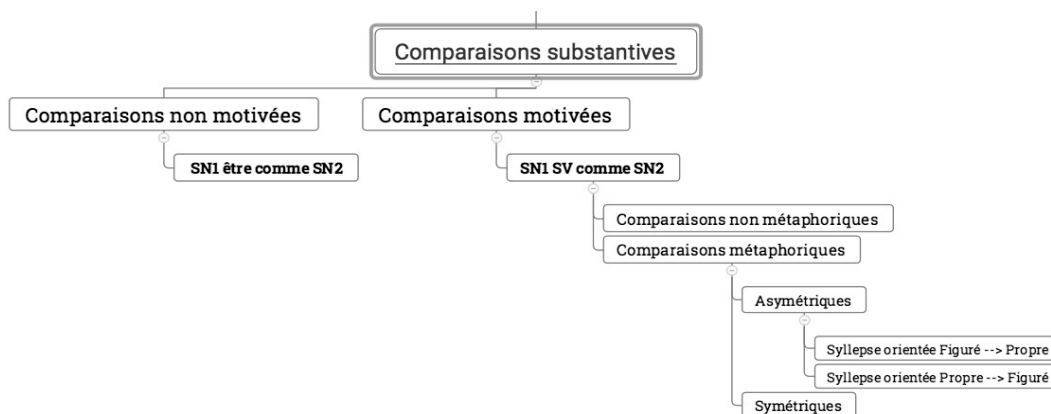 Comparaisons substantives
Comparaisons non motivées
Comparaisons motivées
SN1 être comme SN2
SN1 SV comme SN2
Comparaisons non métaphoriques
Comparaisons métaphoriques
Asymétriques
Syllepse orientée Figuré --> Propre
Syllepse orientée Propre --> Figuré
Symétriques